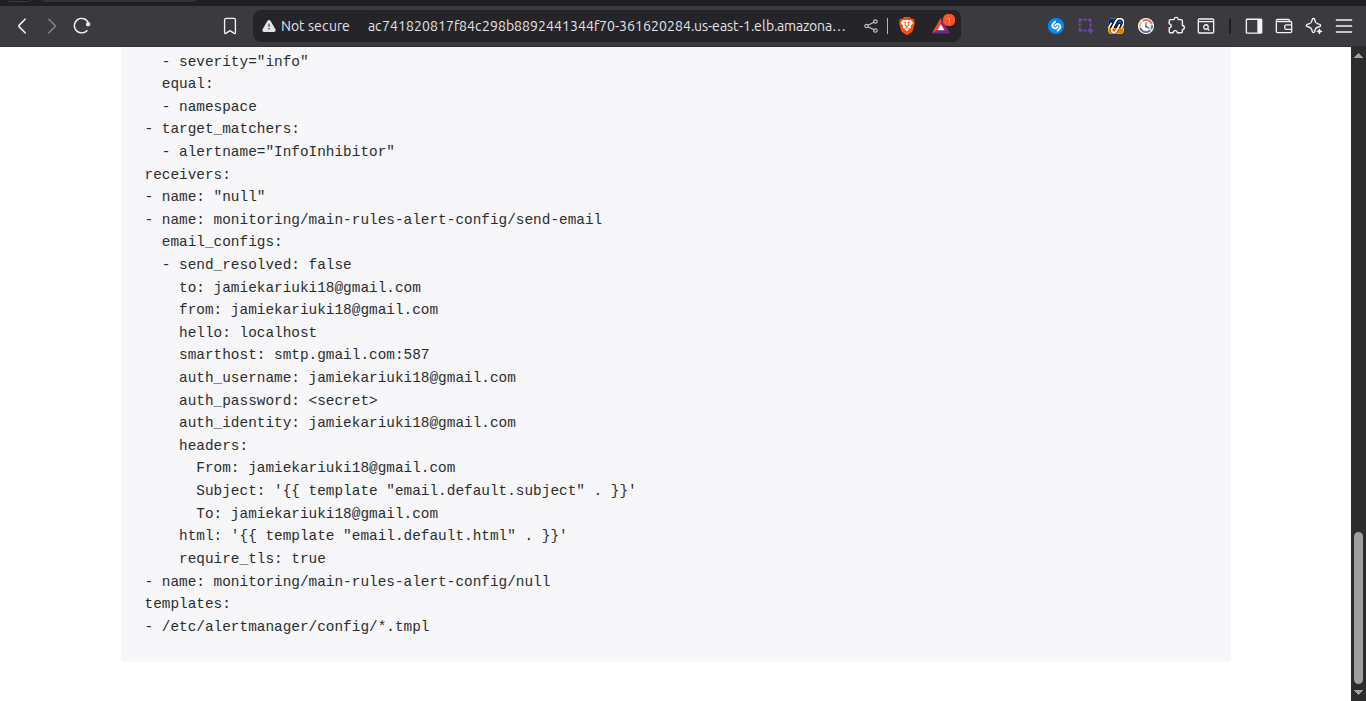 Not secure ac741820817f84c298b8892441344f70-361620284.us-east-1.elb.amazona...
- severity="info"
equal:
- namespace
- target_matchers:
- alertname="InfoInhibitor"
receivers:
- name: "null"
- name: monitoring/main-rules-alert-config/send-email
email_configs:
- send_resolved: false
to: jamiekariuki18@gmail.com
from: jamiekariuki18@gmail.com
hello: localhost
smarthost: smtp.gmail.com:587
auth_username: jamiekariuki18@gmail.com
auth_password: <secret>
auth_identity: jamiekariuki18@gmail.com
headers:
From: jamiekariuki18@gmail.com
Subject: '{{ template "email.default.subject" . }}'
To: jamiekariuki18@gmail.com
html: '{{ template "email.default.html" . }}'
require_tls: true
- name: monitoring/main-rules-alert-config/null
templates:
- /etc/alertmanager/config/*.tmpl